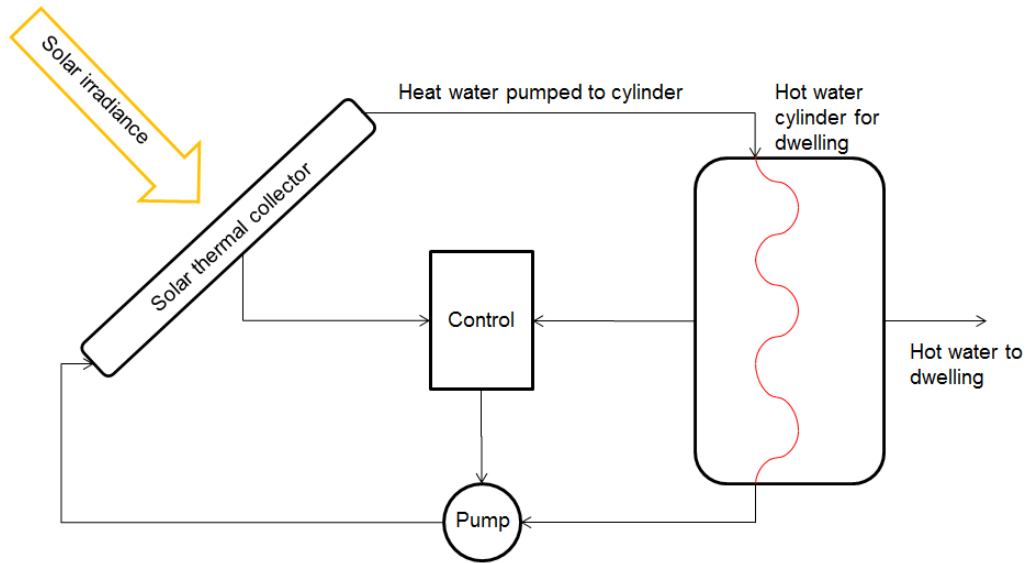 Solar irradiance
Heat water pumped to cylinder
Hot water
cylinder for
dwelling
Solar thermal collector
Control
Hot water to
dwelling
Pump